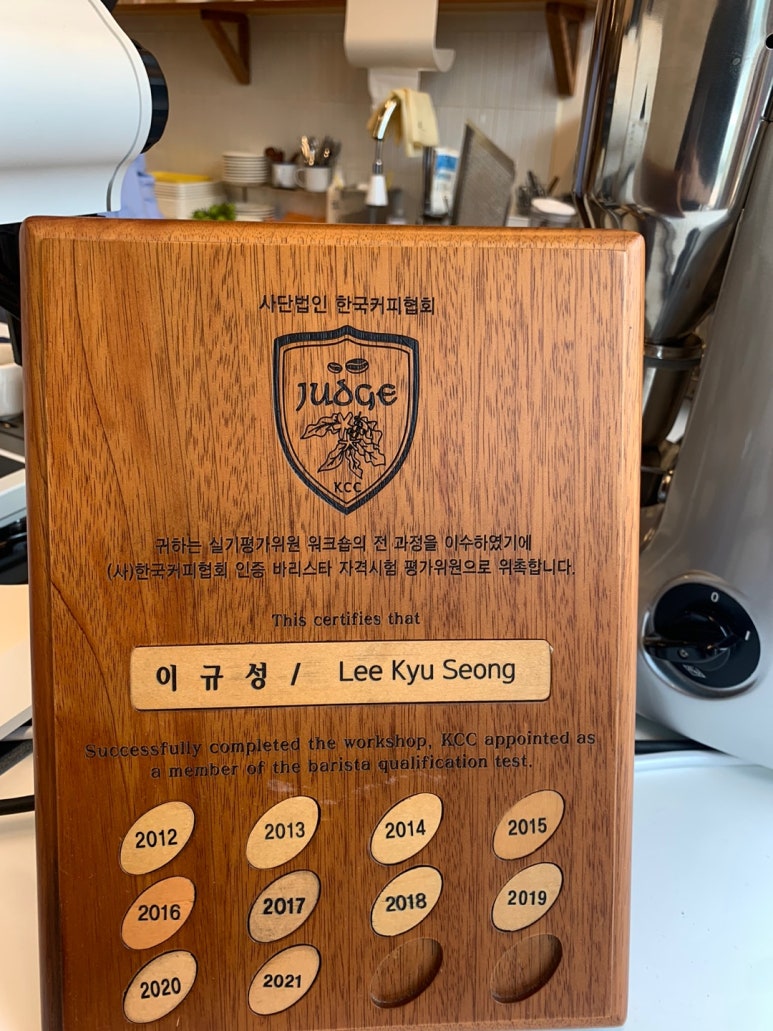 사단법인 한국커피협회
JUDGE
KCC
귀하는 실기평가위원 워크숍의 전 과정을 이수하였기에
(사)한국커피협회 인증 바리스타 자격시험 평가위원으로 위촉합니다.
This certifies that
이 규 성 / Lee Kyu Seong
Successfully completed the workshop, KCC appointed as
a member of the barista qualification test.
2012 2013 2014 2015
2016 2017 2018 2019
2020 2021
0
I